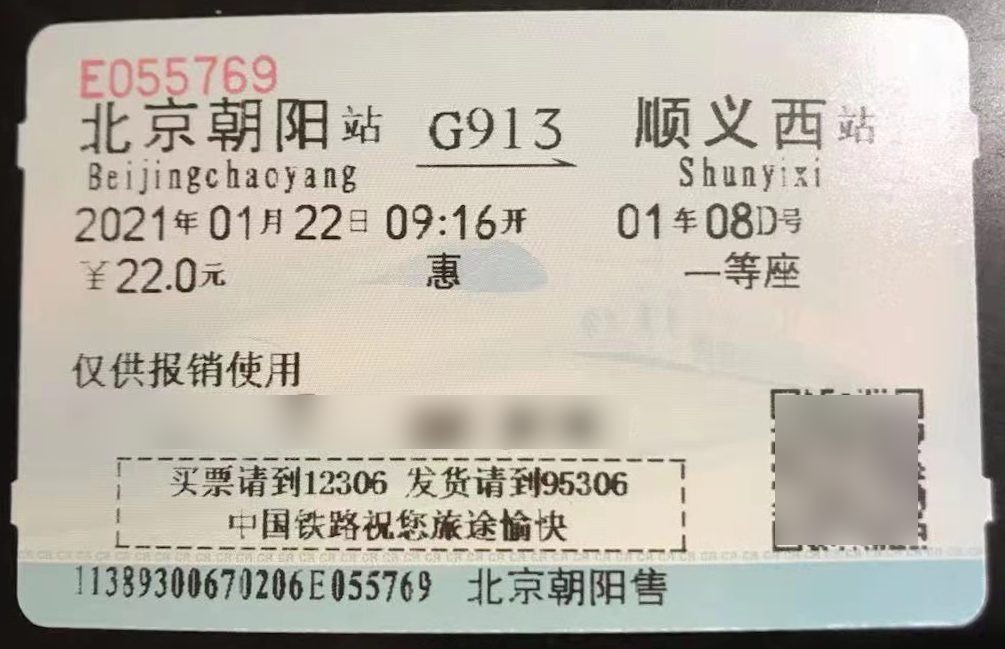 E055769
北京朝阳站 G913 顺义西站
Beijingchaoyang Shunyixi
2021年01月22日 09:16开 01车08D号
￥22.0元 惠 一等座
仅供报销使用
买票请到12306 发货请到95306
中国铁路祝您旅途愉快
11389300670206E055769 北京朝阳售